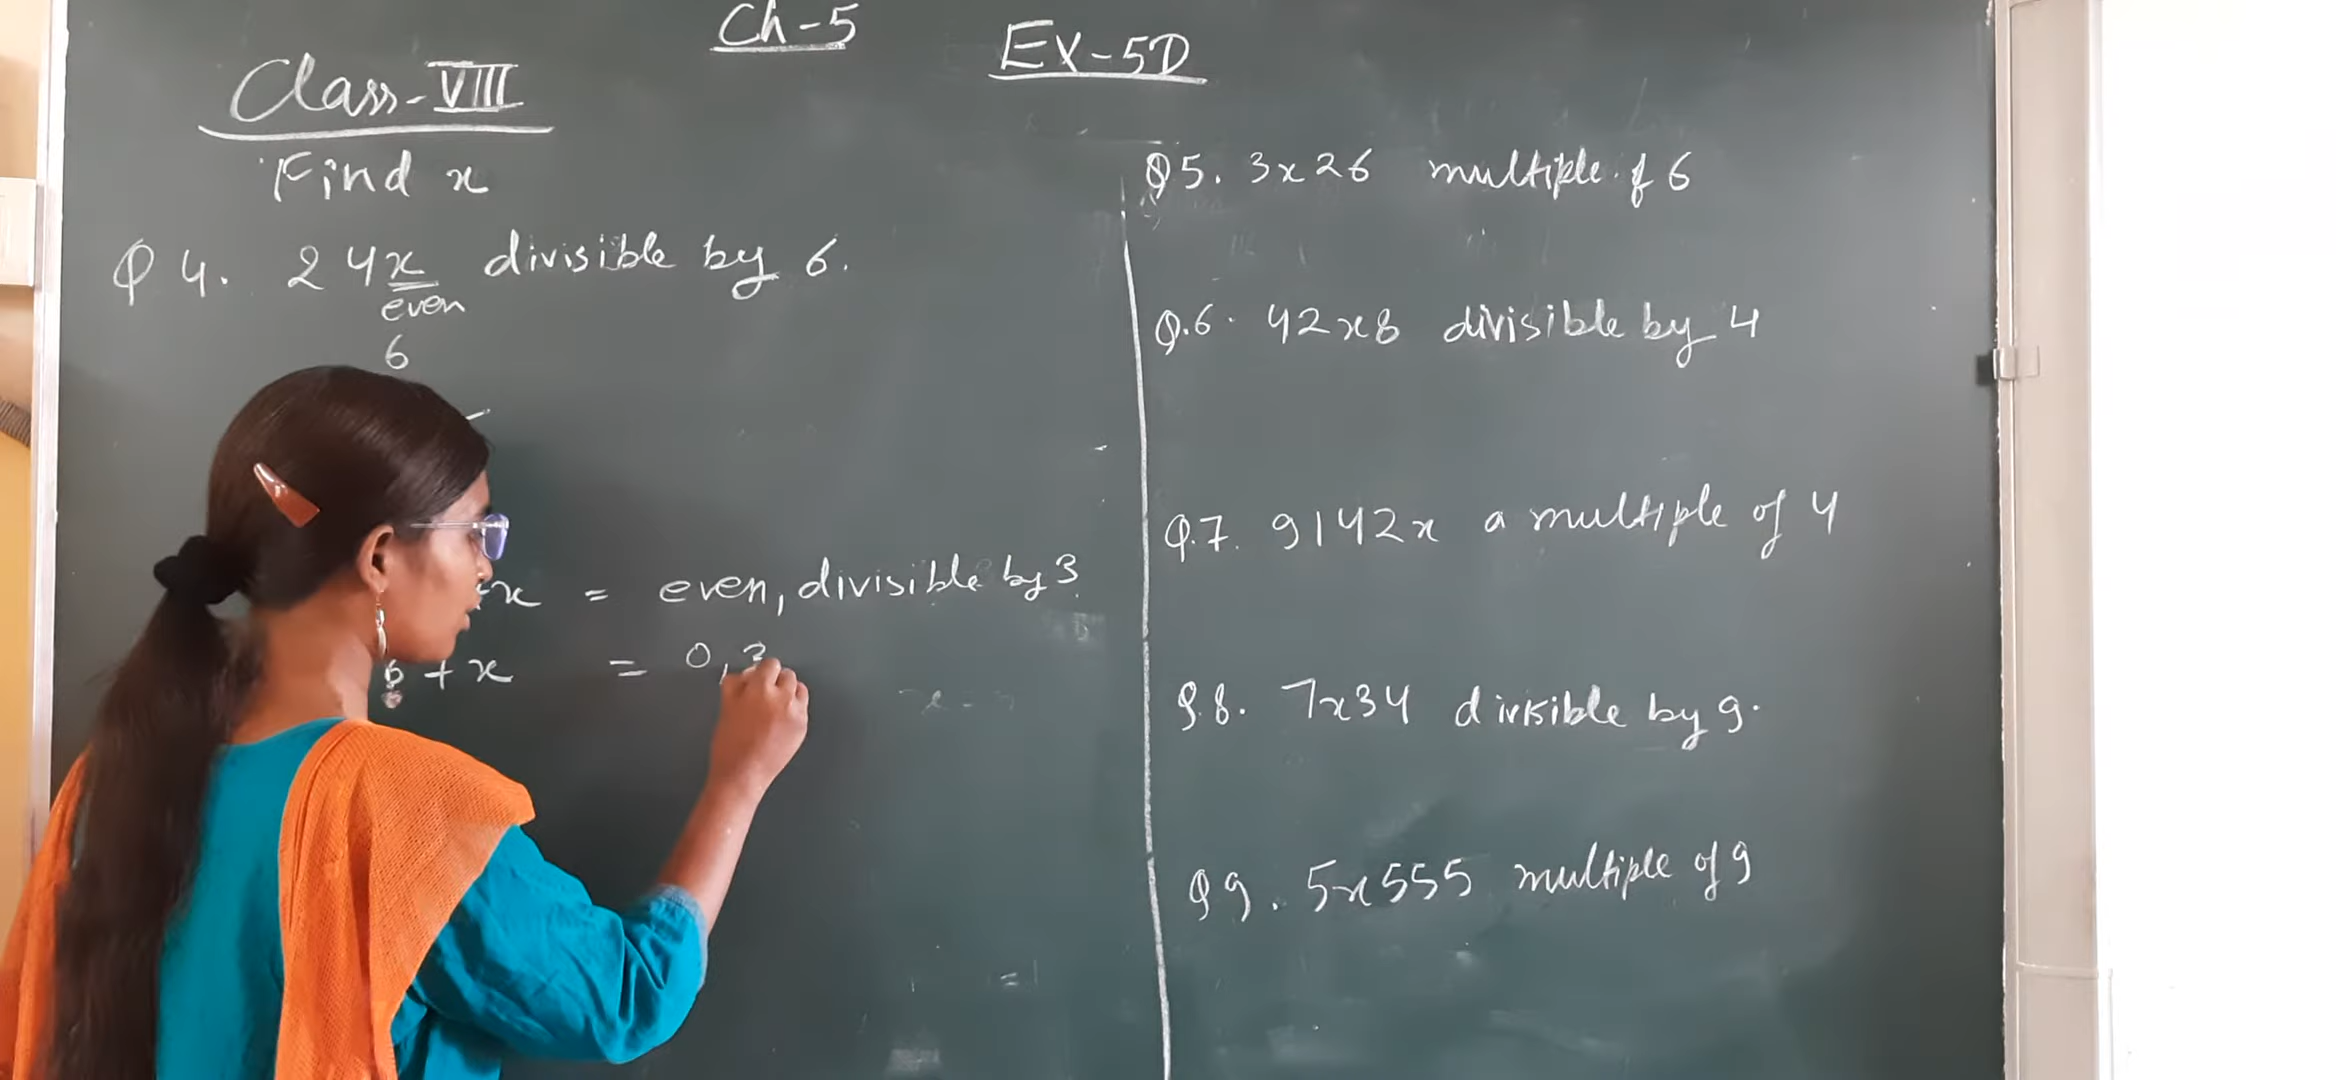 Ch-5
Ex-5D
Class-VIII
Find x
Q 4. 24x divisible by 6.
even
6
+x = even, divisible by 3
6 + x = 0, 3
Q5. 3x26 multiple of 6
Q.6. 42x8 divisible by 4
Q.7. 9142x a multiple of 4
Q.8. 7x34 divisible by 9.
Q9. 5x555 multiple of 9